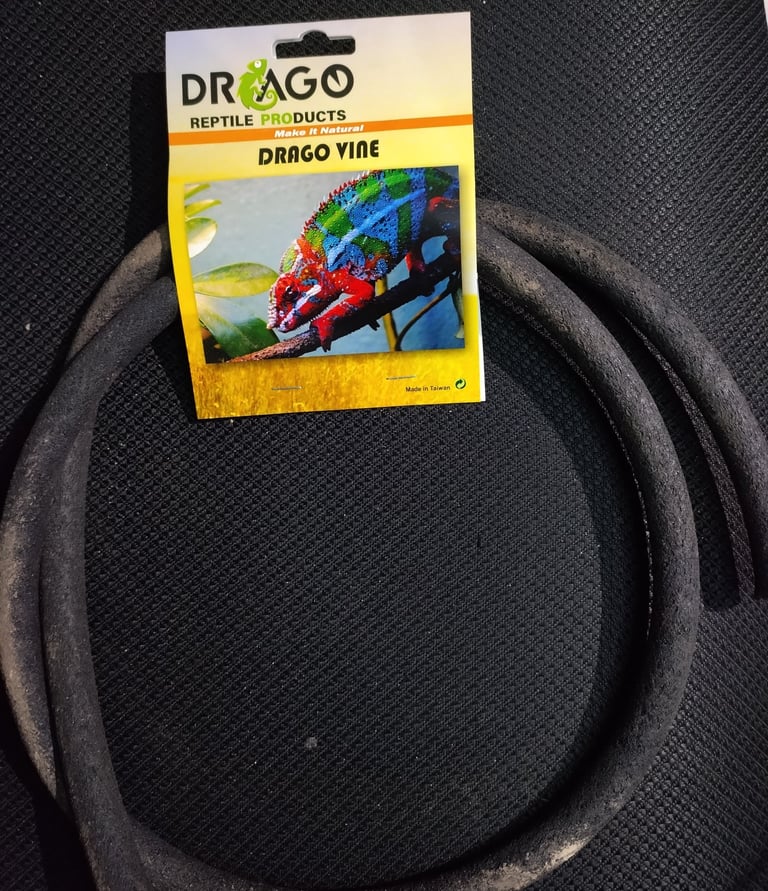 DRAGO
REPTILE PRODUCTS
Make it Natural
DRAGO VINE
Made in Taiwan